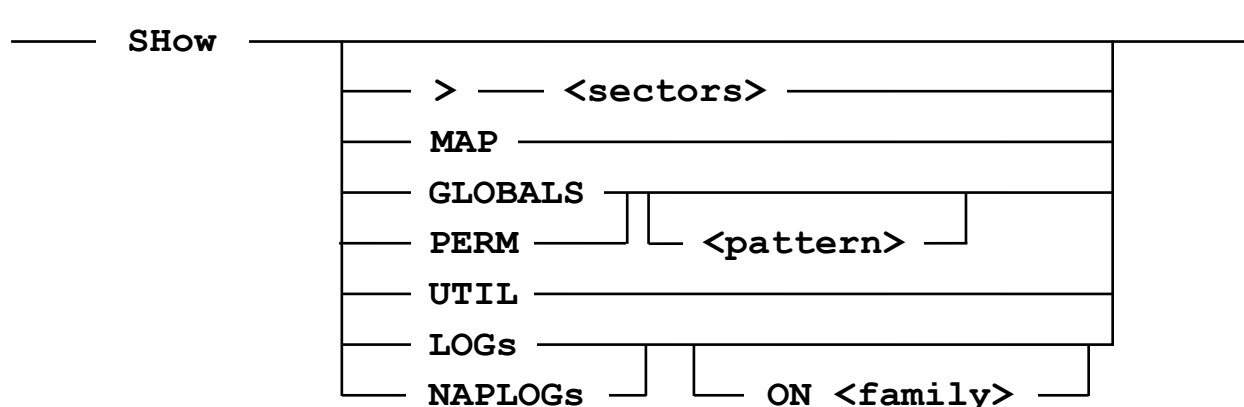 SHow
> <sectors>
MAP
GLOBALS
PERM <pattern>
UTIL
LOGs
NAPLOGs ON <family>